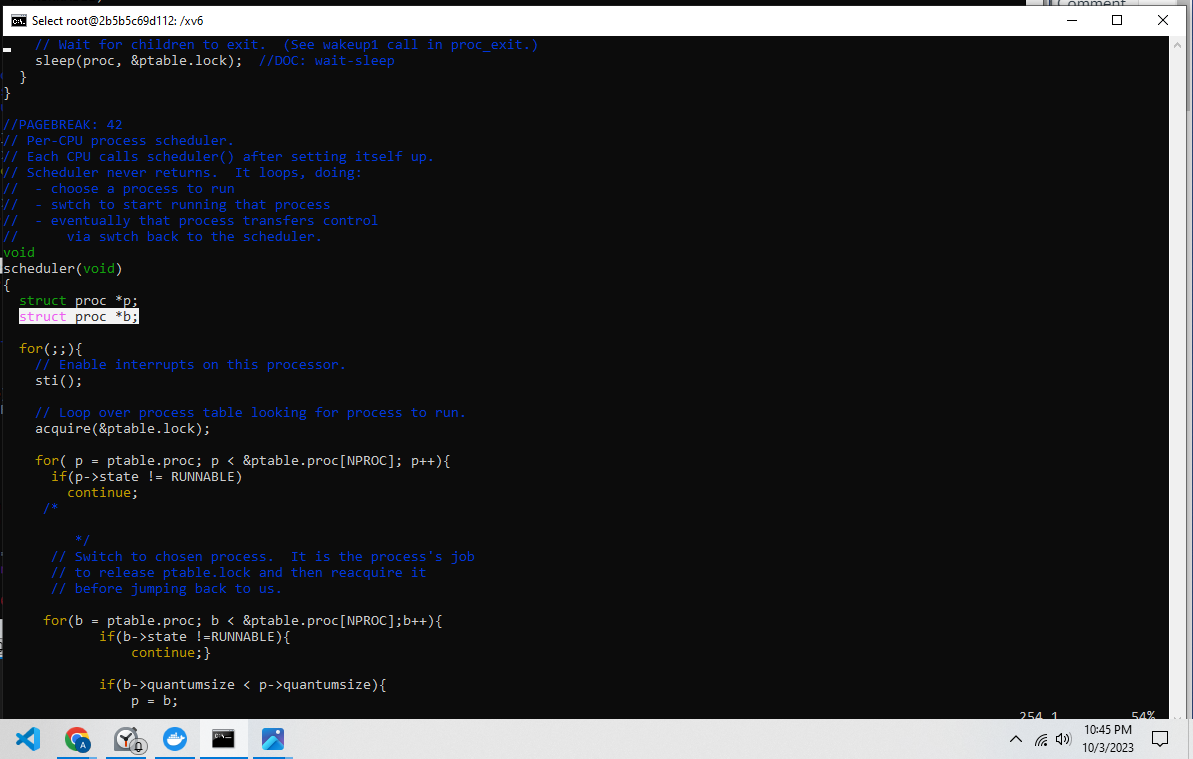 Comment
Select root@2b5b5c69d112: /xv6
    // Wait for children to exit.  (See wakeup1 call in proc_exit.)
    sleep(proc, &ptable.lock);  //DOC: wait-sleep
  }
}
//PAGEBREAK: 42
// Per-CPU process scheduler.
// Each CPU calls scheduler() after setting itself up.
// Scheduler never returns.  It loops, doing:
//  - choose a process to run
//  - swtch to start running that process
//  - eventually that process transfers control
//      via swtch back to the scheduler.
void
scheduler(void)
{
  struct proc *p;
  struct proc *b;
  for(;;){
    // Enable interrupts on this processor.
    sti();
    // Loop over process table looking for process to run.
    acquire(&ptable.lock);
    for( p = ptable.proc; p < &ptable.proc[NPROC]; p++){
      if(p->state != RUNNABLE)
        continue;
     /*
         */
      // Switch to chosen process.  It is the process's job
      // to release ptable.lock and then reacquire it
      // before jumping back to us.
     for(b = ptable.proc; b < &ptable.proc[NPROC];b++){
            if(b->state !=RUNNABLE){
                continue;}
            if(b->quantumsize < p->quantumsize){
                p = b;
254,1 54%
10:45 PM
10/3/2023